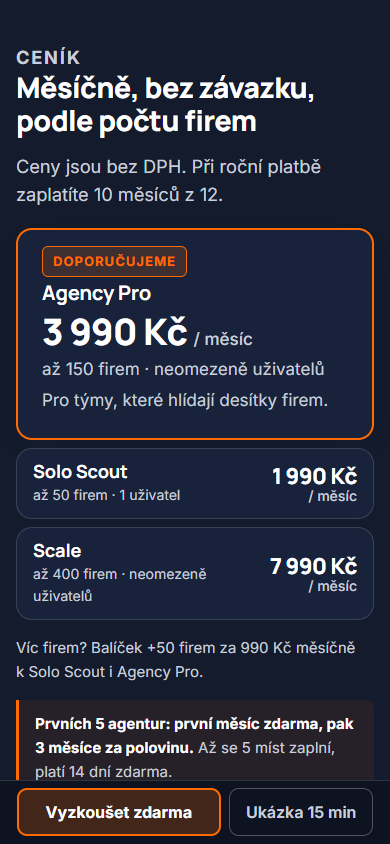 CENÍK
Měsíčně, bez závazku,
podle počtu firem
Ceny jsou bez DPH. Při roční platbě
zaplatíte 10 měsíců z 12.
DOPORUČUJEME
Agency Pro
3 990 Kč / měsíc
až 150 firem · neomezeně uživatelů
Pro týmy, které hlídají desítky firem.
Solo Scout
až 50 firem · 1 uživatel
1 990 Kč
/ měsíc
Scale
až 400 firem · neomezeně
uživatelů
7 990 Kč
/ měsíc
Víc firem? Balíček +50 firem za 990 Kč měsíčně
k Solo Scout i Agency Pro.
Prvních 5 agentur: první měsíc zdarma, pak
3 měsíce za polovinu. Až se 5 míst zaplní,
platí 14 dní zdarma.
Vyzkoušet zdarma
Ukázka 15 min